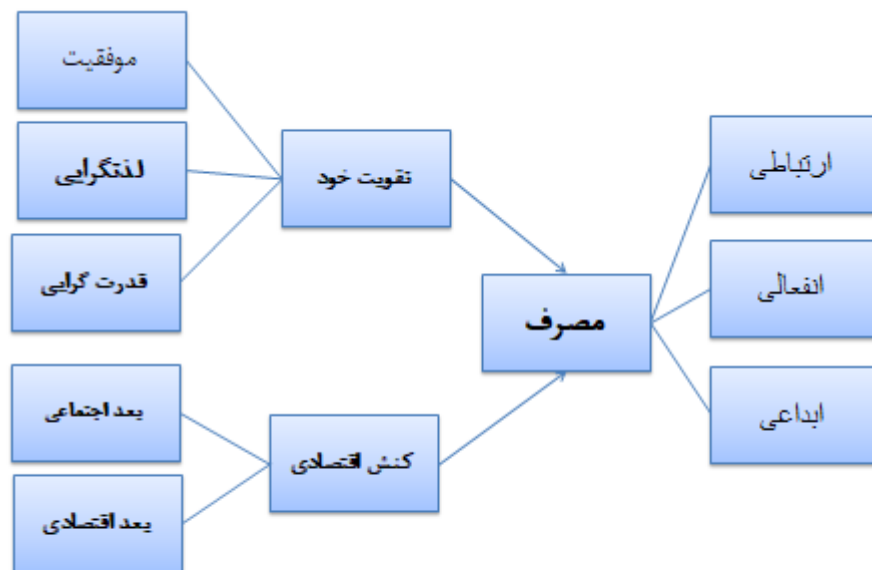 موفقیت
لذتگرایی
قدرت گرایی
تقویت خود
بعد اجتماعی
بعد اقتصادی
کنش اقتصادی
مصرف
ارتباطی
انفعالی
ابداعی